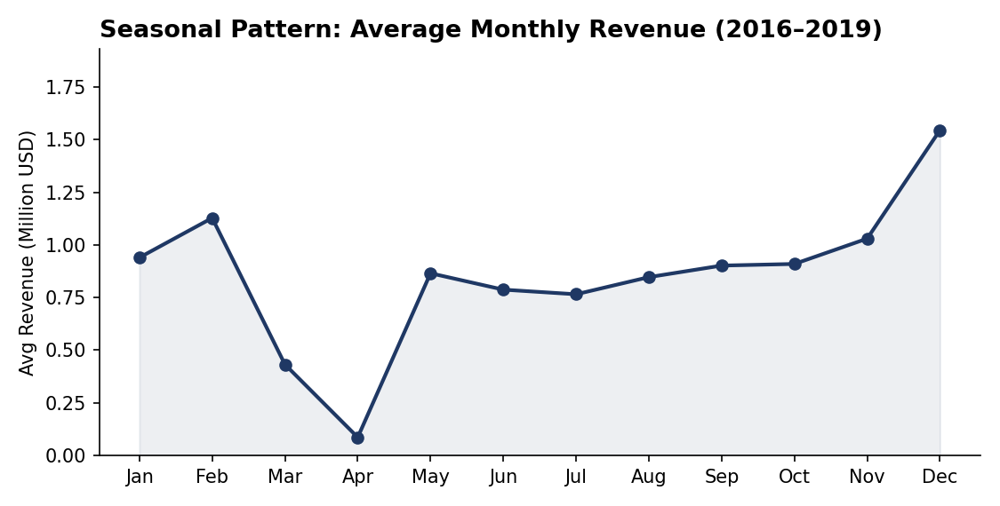 Seasonal Pattern: Average Monthly Revenue (2016–2019)
Avg Revenue (Million USD)
1.75
1.50
1.25
1.00
0.75
0.50
0.25
0.00
Jan Feb Mar Apr May Jun Jul Aug Sep Oct Nov Dec